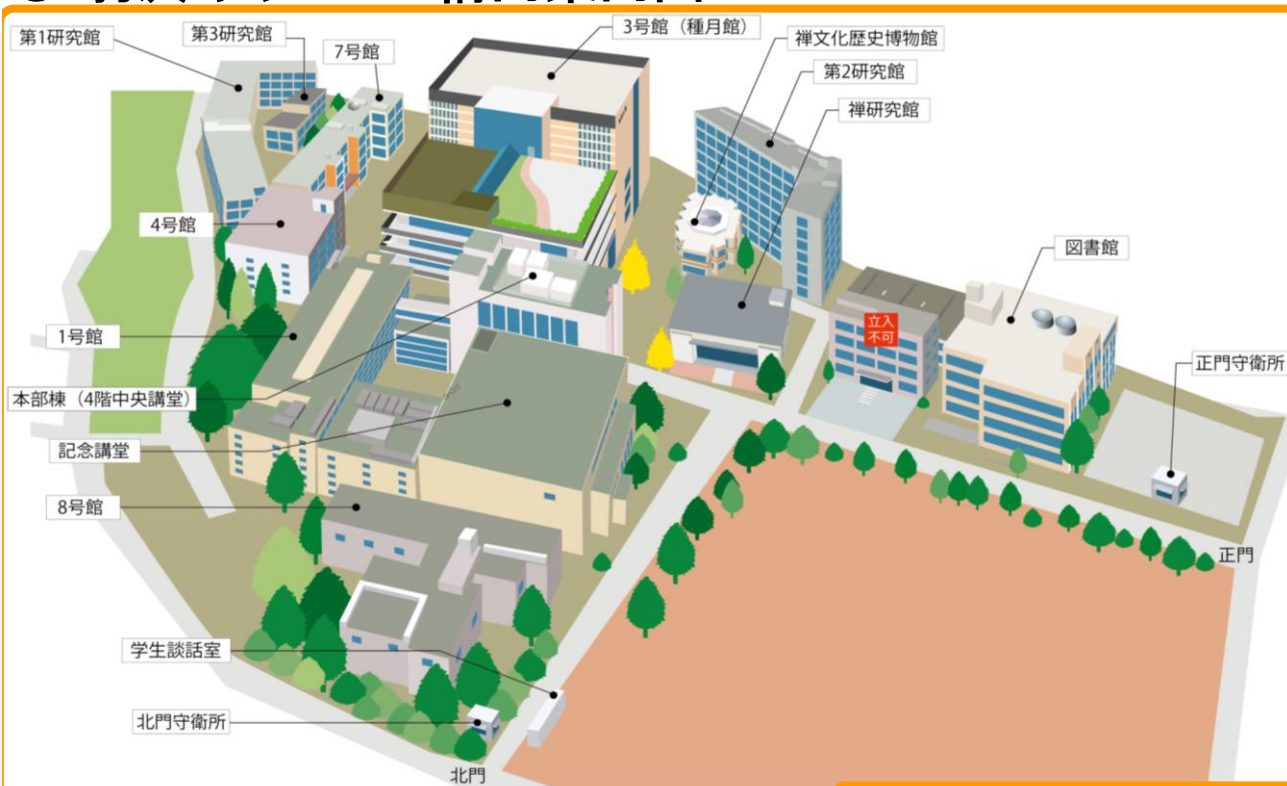 第1研究館
第3研究館
7号館
3号館（種月館）
禅文化歴史博物館
第2研究館
禅研究館
4号館
図書館
1号館
立入
不可
正門守衛所
本部棟（4階中央講堂）
記念講堂
8号館
正門
学生談話室
北門守衛所
北門